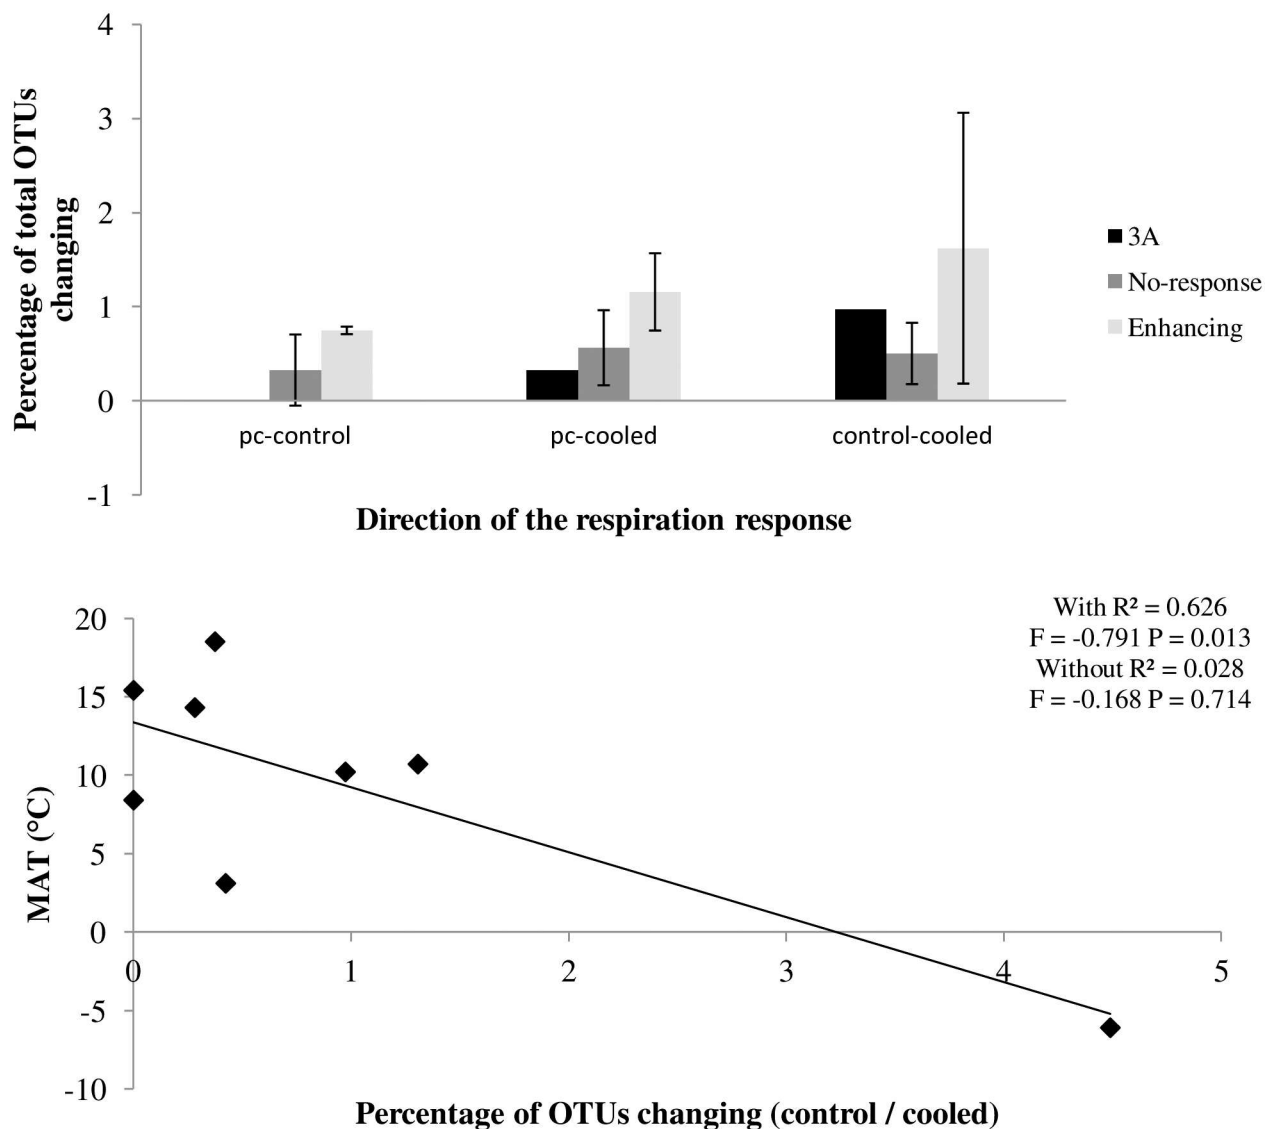 4
3
2
1
0
-1
Percentage of total OTUs
changing
pc-control
pc-cooled
control-cooled
Direction of the respiration response
3A
No-response
Enhancing
With R² = 0.626
F = -0.791 P = 0.013
Without R² = 0.028
F = -0.168 P = 0.714
20
15
10
5
0
-5
-10
MAT (°C)
0 1 2 3 4 5
Percentage of OTUs changing (control / cooled)